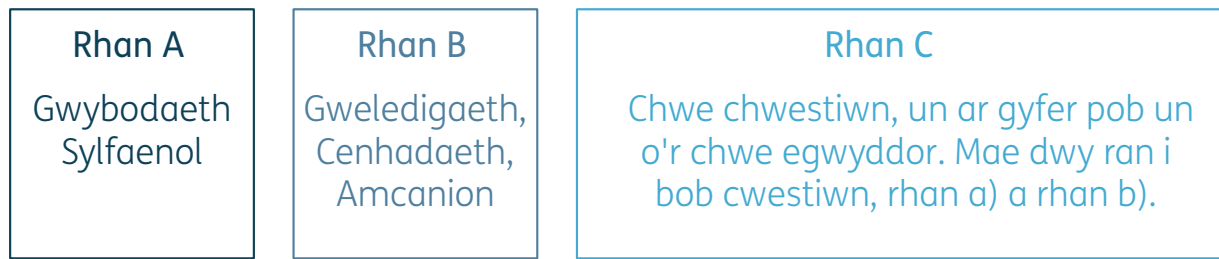 Rhan A
Gwybodaeth
Sylfaenol
Rhan B
Gweledigaeth,
Cenhadaeth,
Amcanion
Rhan C
Chwe chwestiwn, un ar gyfer pob un
o'r chwe egwyddor. Mae dwy ran i
bob cwestiwn, rhan a) a rhan b).